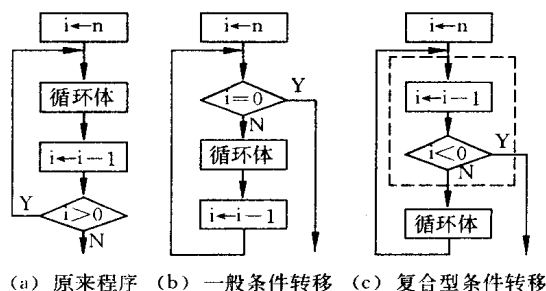 i←n
循环体
i←i−1
i>0
Y
N
(a) 原来程序
i←n
i=0
Y
N
循环体
i←i−1
(b) 一般条件转移
i←n
i←i−1
i<0
Y
N
循环体
(c) 复合型条件转移